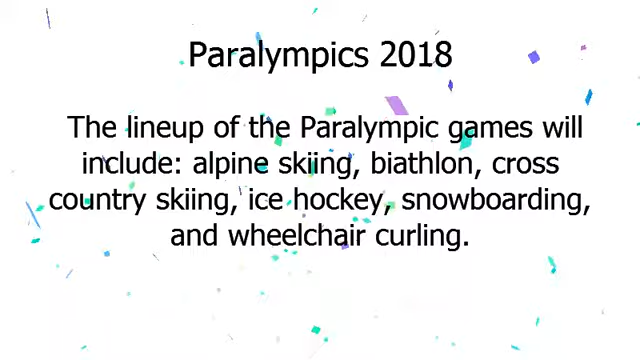 Paralympics 2018
The lineup of the Paralympic games will
include: alpine skiing, biathlon, cross
country skiing, ice hockey, snowboarding,
and wheelchair curling.